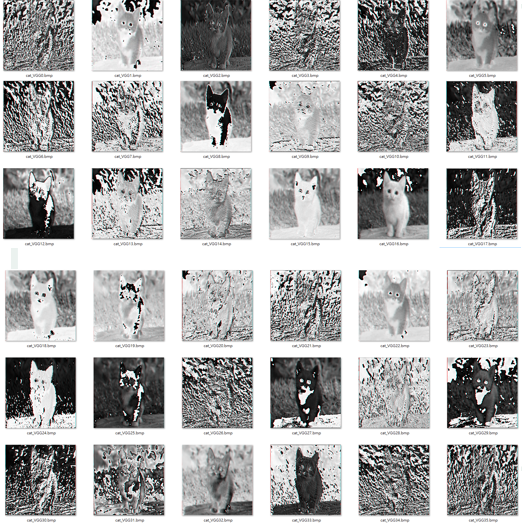 cat_VGG0.bmp cat_VGG1.bmp cat_VGG2.bmp cat_VGG3.bmp cat_VGG4.bmp cat_VGG5.bmp
cat_VGG6.bmp cat_VGG7.bmp cat_VGG8.bmp cat_VGG9.bmp cat_VGG10.bmp cat_VGG11.bmp
cat_VGG12.bmp cat_VGG13.bmp cat_VGG14.bmp cat_VGG15.bmp cat_VGG16.bmp cat_VGG17.bmp
cat_VGG18.bmp cat_VGG19.bmp cat_VGG20.bmp cat_VGG21.bmp cat_VGG22.bmp cat_VGG23.bmp
cat_VGG24.bmp cat_VGG25.bmp cat_VGG26.bmp cat_VGG27.bmp cat_VGG28.bmp cat_VGG29.bmp
cat_VGG30.bmp cat_VGG31.bmp cat_VGG32.bmp cat_VGG33.bmp cat_VGG34.bmp cat_VGG35.bmp